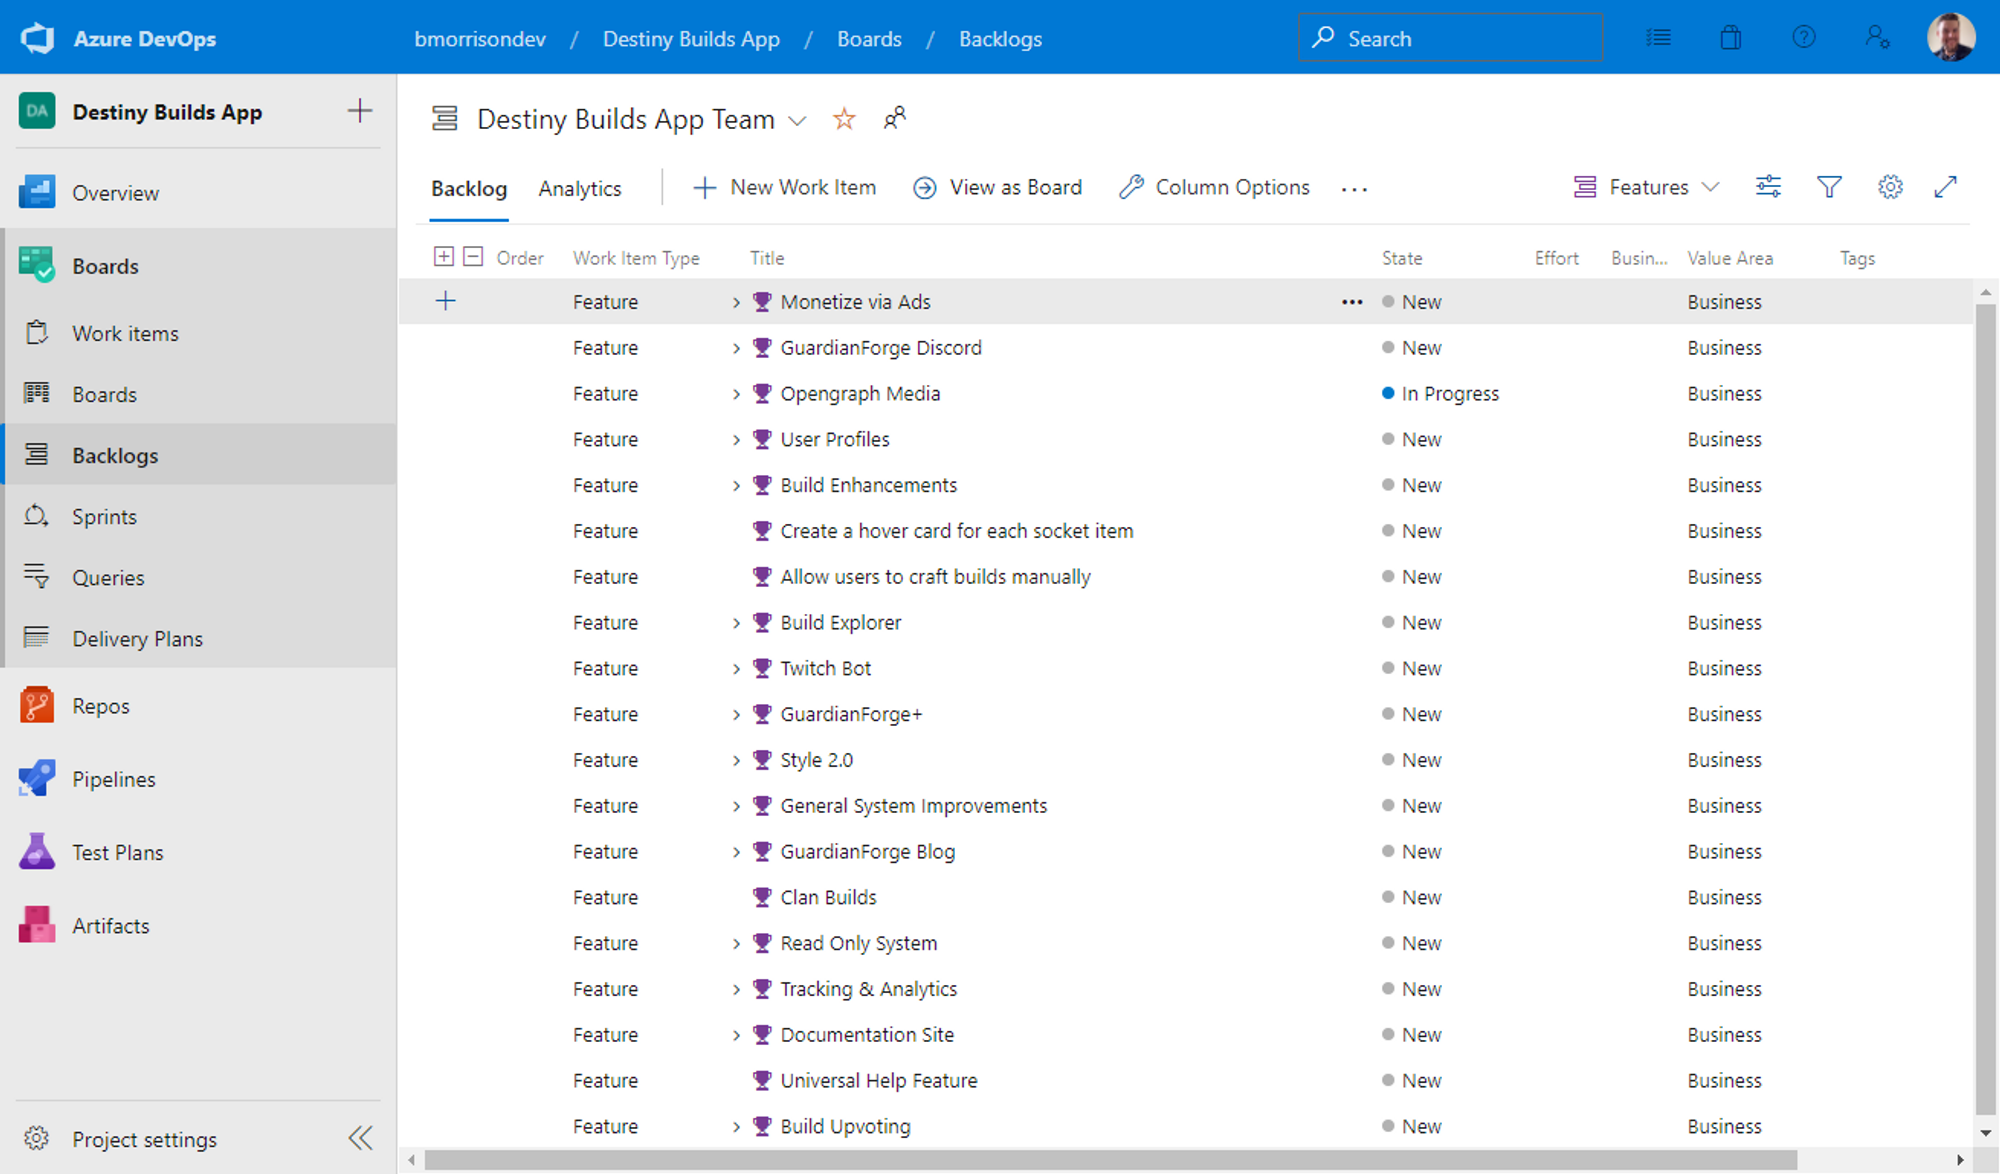 Azure DevOps
bmorrisondev / Destiny Builds App / Boards / Backlogs
Search
DA Destiny Builds App
Overview
Boards
Work items
Boards
Backlogs
Sprints
Queries
Delivery Plans
Repos
Pipelines
Test Plans
Artifacts
Project settings
Destiny Builds App Team
Backlog Analytics New Work Item View as Board Column Options ... Features
Order Work Item Type Title State Effort Busin... Value Area Tags
Feature Monetize via Ads ... New Business
Feature GuardianForge Discord New Business
Feature Opengraph Media In Progress Business
Feature User Profiles New Business
Feature Build Enhancements New Business
Feature Create a hover card for each socket item New Business
Feature Allow users to craft builds manually New Business
Feature Build Explorer New Business
Feature Twitch Bot New Business
Feature GuardianForge+ New Business
Feature Style 2.0 New Business
Feature General System Improvements New Business
Feature GuardianForge Blog New Business
Feature Clan Builds New Business
Feature Read Only System New Business
Feature Tracking & Analytics New Business
Feature Documentation Site New Business
Feature Universal Help Feature New Business
Feature Build Upvoting New Business